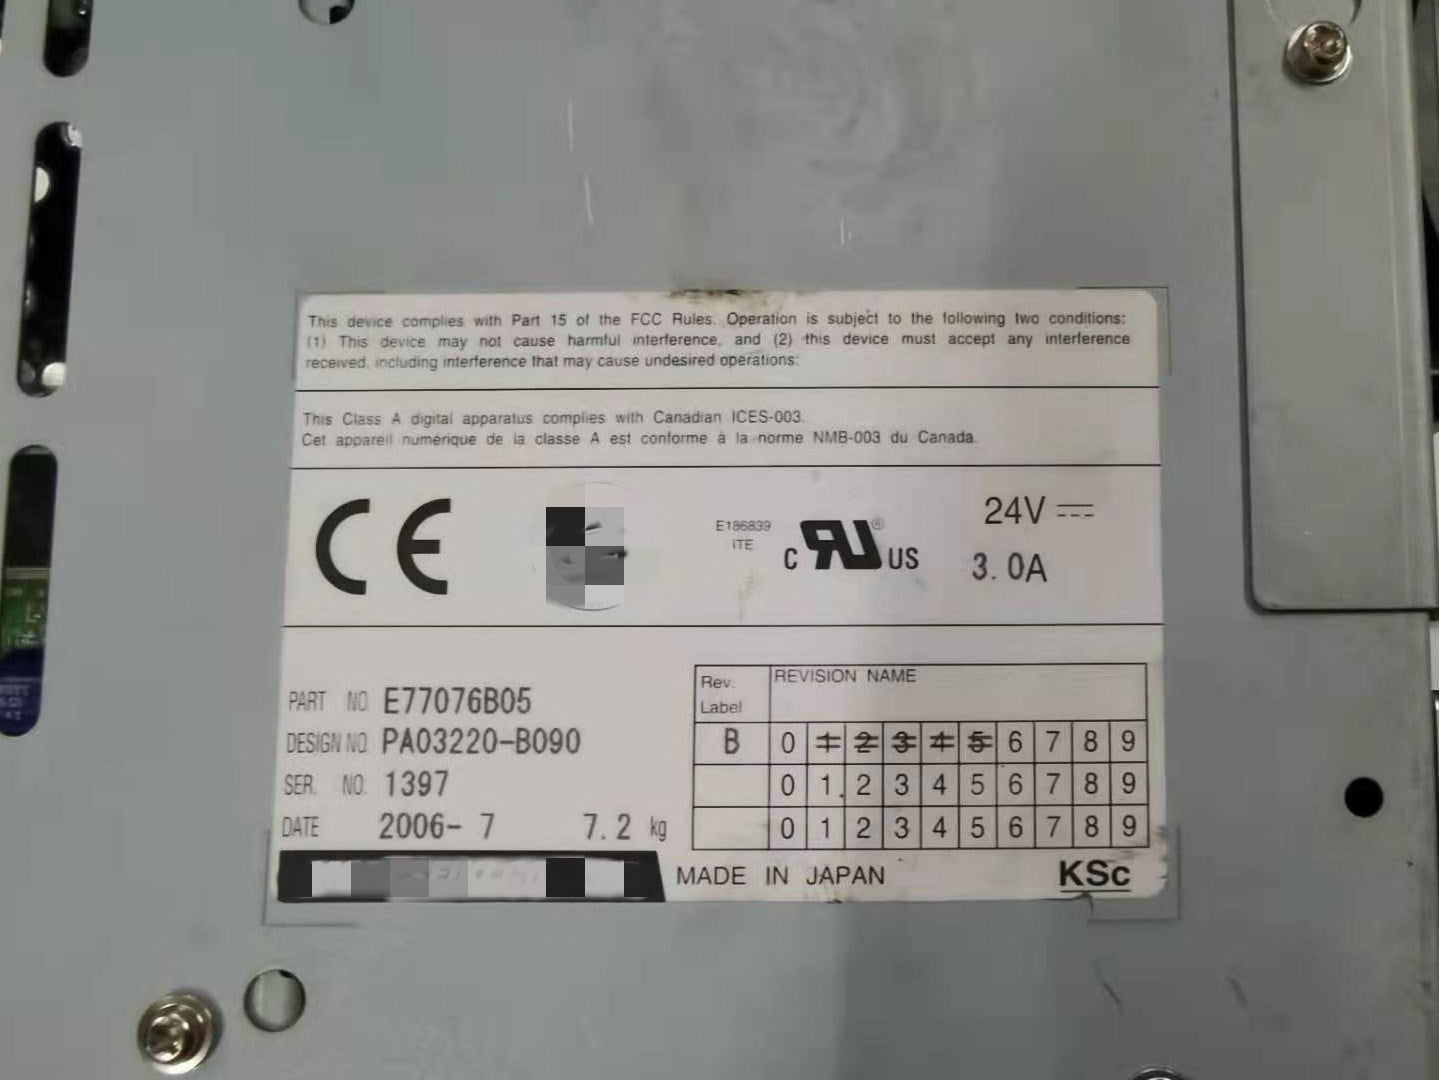 This device complies with Part 15 of the FCC Rules. Operation is subject to the following two conditions:
(1) This device may not cause harmful interference, and (2) this device must accept any interference
received, including interference that may cause undesired operations.
This Class A digital apparatus complies with Canadian ICES-003.
Cet appareil numérique de la classe A est conforme à la norme NMB-003 du Canada.
CE
E186839
ITE
C RU ® US
24V
3.0A
PART NO. E77076B05
DESIGN NO. PA03220-B090
SER. NO. 1397
DATE 2006- 7 7.2 kg
Rev. Label REVISION NAME
B 0 1 2 3 4 5 6 7 8 9
0 1 2 3 4 5 6 7 8 9
0 1 2 3 4 5 6 7 8 9
MADE IN JAPAN KSc